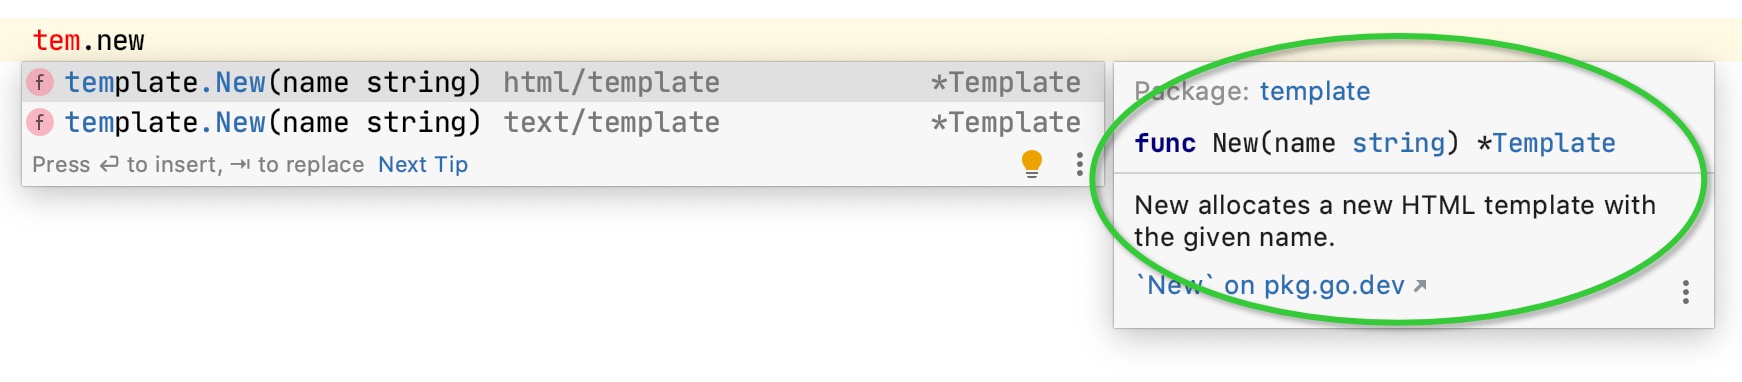 tem.new
template.New(name string) html/template *Template
template.New(name string) text/template *Template
Press ↩ to insert, ⇥ to replace Next Tip
Package: template
func New(name string) *Template
New allocates a new HTML template with
the given name.
`New` on pkg.go.dev ↗